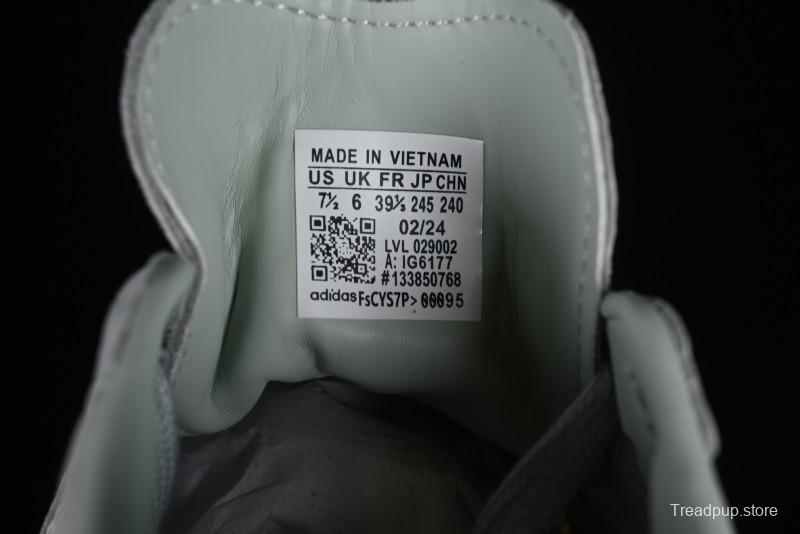 MADE IN VIETNAM
US UK FR JP CHN
7½ 6 39⅓ 245 240
02/24
LVL 029002
A: IG6177
#133850768
adidas FsCYS7P> 00095
Treadpup.store